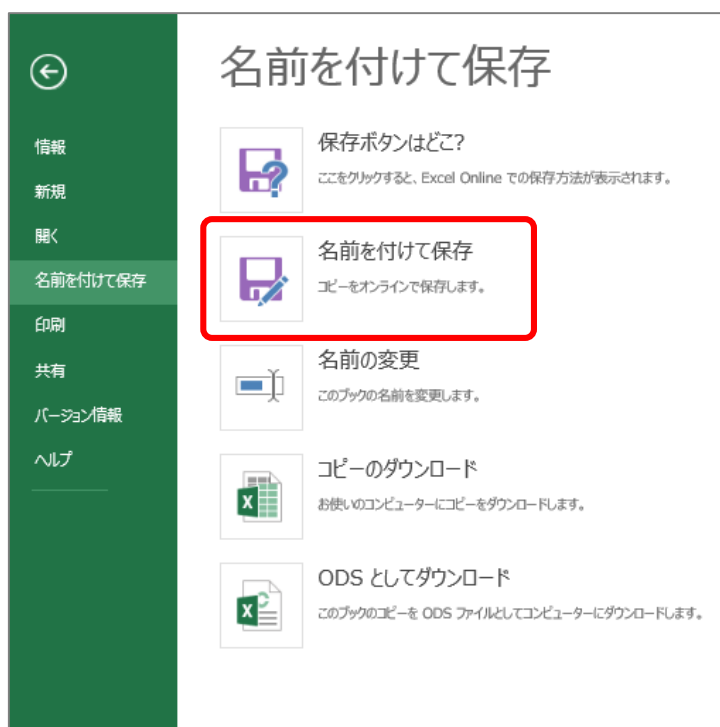 名前を付けて保存
情報
新規
開く
名前を付けて保存
印刷
共有
バージョン情報
ヘルプ
保存ボタンはどこ?
ここをクリックすると、Excel Online での保存方法が表示されます。
名前を付けて保存
コピーをオンラインで保存します。
名前の変更
このブックの名前を変更します。
コピーのダウンロード
お使いのコンピューターにコピーをダウンロードします。
ODS としてダウンロード
このブックのコピーを ODS ファイルとしてコンピューターにダウンロードします。